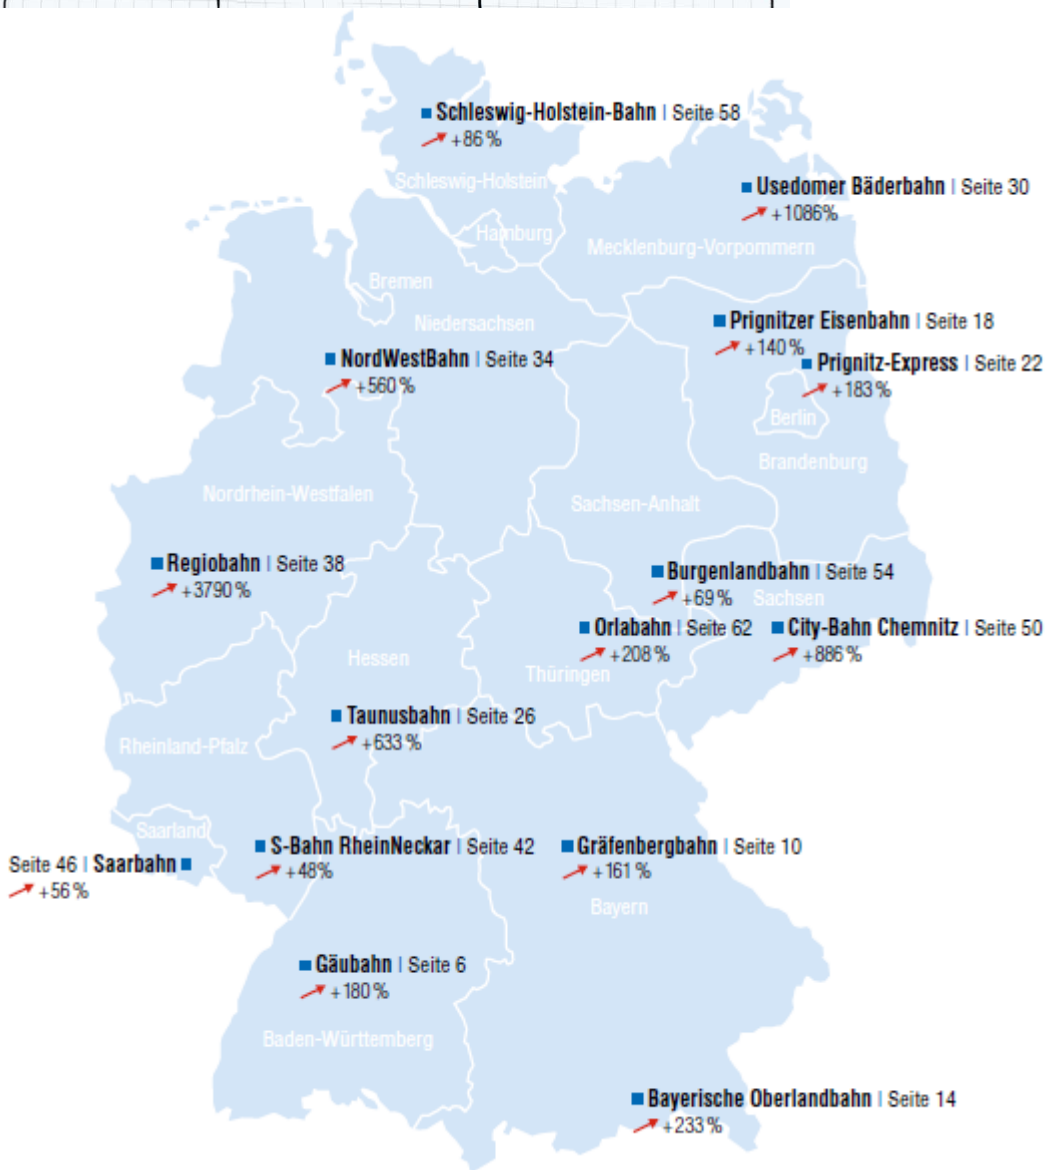 Schleswig-Holstein-Bahn | Seite 58
+86 %
Schleswig-Holstein
Usedomer Bäderbahn | Seite 30
+1086%
Hamburg
Mecklenburg-Vorpommern
Bremen
Niedersachsen
Prignitzer Eisenbahn | Seite 18
+140 %
NordWestBahn | Seite 34
+560 %
Prignitz-Express | Seite 22
+183 %
Berlin
Brandenburg
Nordrhein-Westfalen
Sachsen-Anhalt
Regiobahn | Seite 38
+3790 %
Burgenlandbahn | Seite 54
+69 %
Sachsen
Orlabahn | Seite 62
+208 %
City-Bahn Chemnitz | Seite 50
+886 %
Hessen
Thüringen
Taunusbahn | Seite 26
+633 %
Rheinland-Pfalz
Saarland
Seite 46 | Saarbahn
+56 %
S-Bahn RheinNeckar | Seite 42
+48%
Gräfenbergbahn | Seite 10
+161 %
Bayern
Gäubahn | Seite 6
+180 %
Baden-Württemberg
Bayerische Oberlandbahn | Seite 14
+233 %